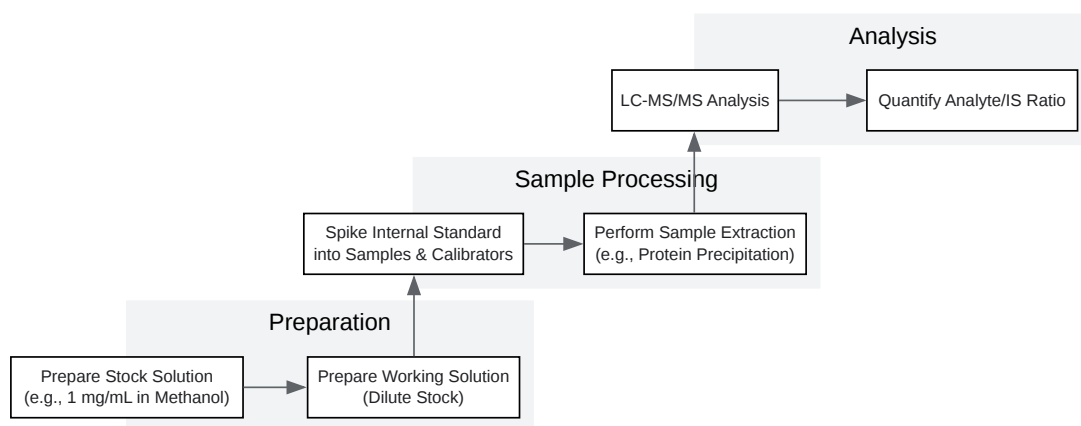 Analysis
LC-MS/MS Analysis
Quantify Analyte/IS Ratio
Sample Processing
Spike Internal Standard
into Samples & Calibrators
Perform Sample Extraction
(e.g., Protein Precipitation)
Preparation
Prepare Stock Solution
(e.g., 1 mg/mL in Methanol)
Prepare Working Solution
(Dilute Stock)